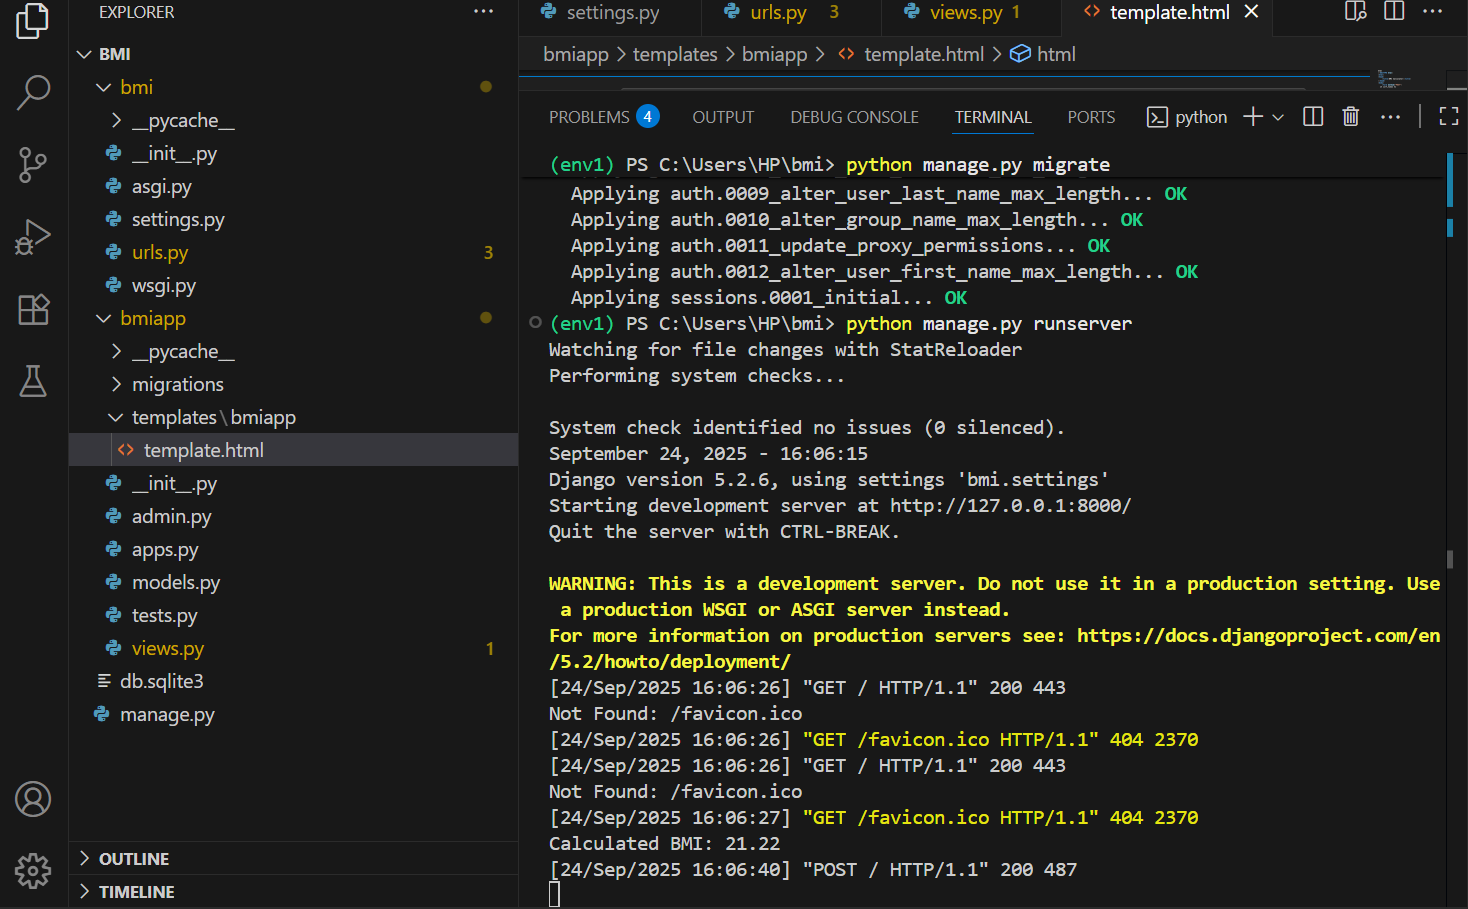 EXPLORER
BMI
bmi
__pycache__
__init__.py
asgi.py
settings.py
urls.py 3
wsgi.py
bmiapp
__pycache__
migrations
templates\bmiapp
template.html
__init__.py
admin.py
apps.py
models.py
tests.py
views.py 1
db.sqlite3
manage.py
OUTLINE
TIMELINE
settings.py urls.py 3 views.py 1 template.html
bmiapp > templates > bmiapp > template.html > html
PROBLEMS 4 OUTPUT DEBUG CONSOLE TERMINAL PORTS python
(env1) PS C:\Users\HP\bmi> python manage.py migrate
Applying auth.0009_alter_user_last_name_max_length... OK
Applying auth.0010_alter_group_name_max_length... OK
Applying auth.0011_update_proxy_permissions... OK
Applying auth.0012_alter_user_first_name_max_length... OK
Applying sessions.0001_initial... OK
(env1) PS C:\Users\HP\bmi> python manage.py runserver
Watching for file changes with StatReloader
Performing system checks...
System check identified no issues (0 silenced).
September 24, 2025 - 16:06:15
Django version 5.2.6, using settings 'bmi.settings'
Starting development server at http://127.0.0.1:8000/
Quit the server with CTRL-BREAK.
WARNING: This is a development server. Do not use it in a production setting. Use
a production WSGI or ASGI server instead.
For more information on production servers see: https://docs.djangoproject.com/en
/5.2/howto/deployment/
[24/Sep/2025 16:06:26] "GET / HTTP/1.1" 200 443
Not Found: /favicon.ico
[24/Sep/2025 16:06:26] "GET /favicon.ico HTTP/1.1" 404 2370
[24/Sep/2025 16:06:26] "GET / HTTP/1.1" 200 443
Not Found: /favicon.ico
[24/Sep/2025 16:06:27] "GET /favicon.ico HTTP/1.1" 404 2370
Calculated BMI: 21.22
[24/Sep/2025 16:06:40] "POST / HTTP/1.1" 200 487